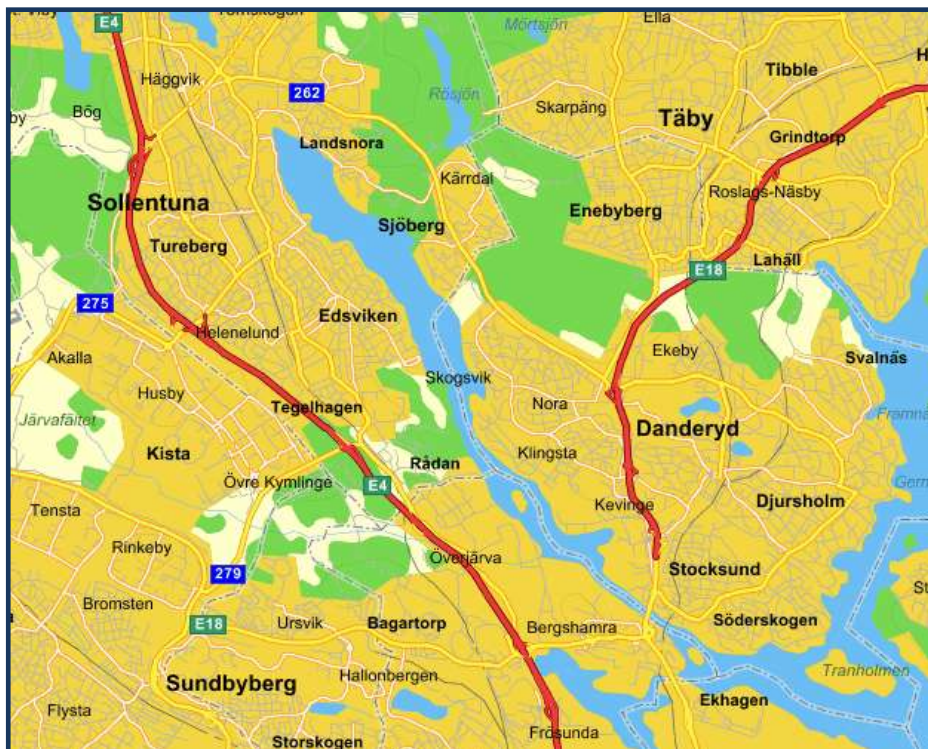 E4
Ella
Mörtsjön
Häggvik
Tibble
262
Rösjön
Skarpäng
Bög
Täby
Landsnora
Grindtorp
Kärrdal
Sollentuna
Roslags-Näsby
Sjöberg
Enebyberg
Tureberg
Lahäll
E18
275
Edsviken
Helenelund
Akalla
Ekeby
Svalnäs
Skogsvik
Husby
Nora
Tegelhagen
Järvafältet
Danderyd
Kista
Klingsta
Rådan
Övre Kymlinge
E4
Djursholm
Kevinge
Tensta
Rinkeby
Överjärva
Stocksund
279
Bromsten
E18
Ursvik
Bagartorp
Bergshamra
Söderskogen
Tranholmen
Hallonbergen
Sundbyberg
Ekhagen
Flysta
Frösunda
Storskogen